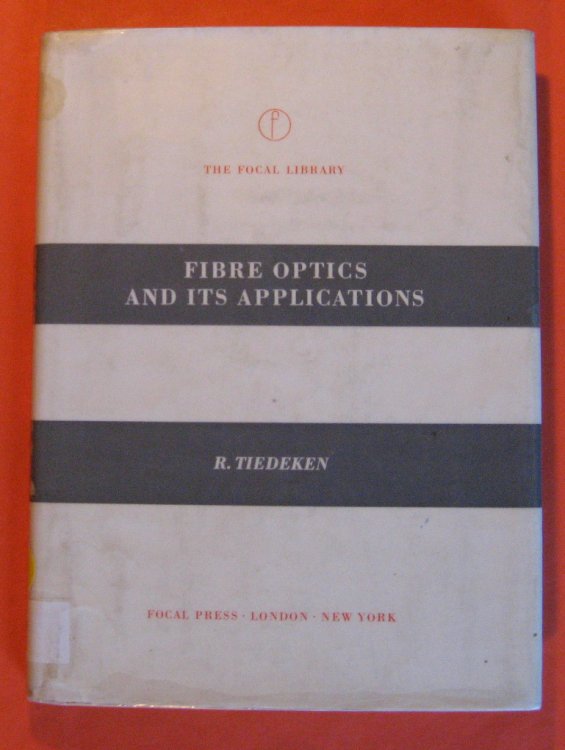 f
THE FOCAL LIBRARY
FIBRE OPTICS
AND ITS APPLICATIONS
R. TIEDEKEN
FOCAL PRESS · LONDON · NEW YORK